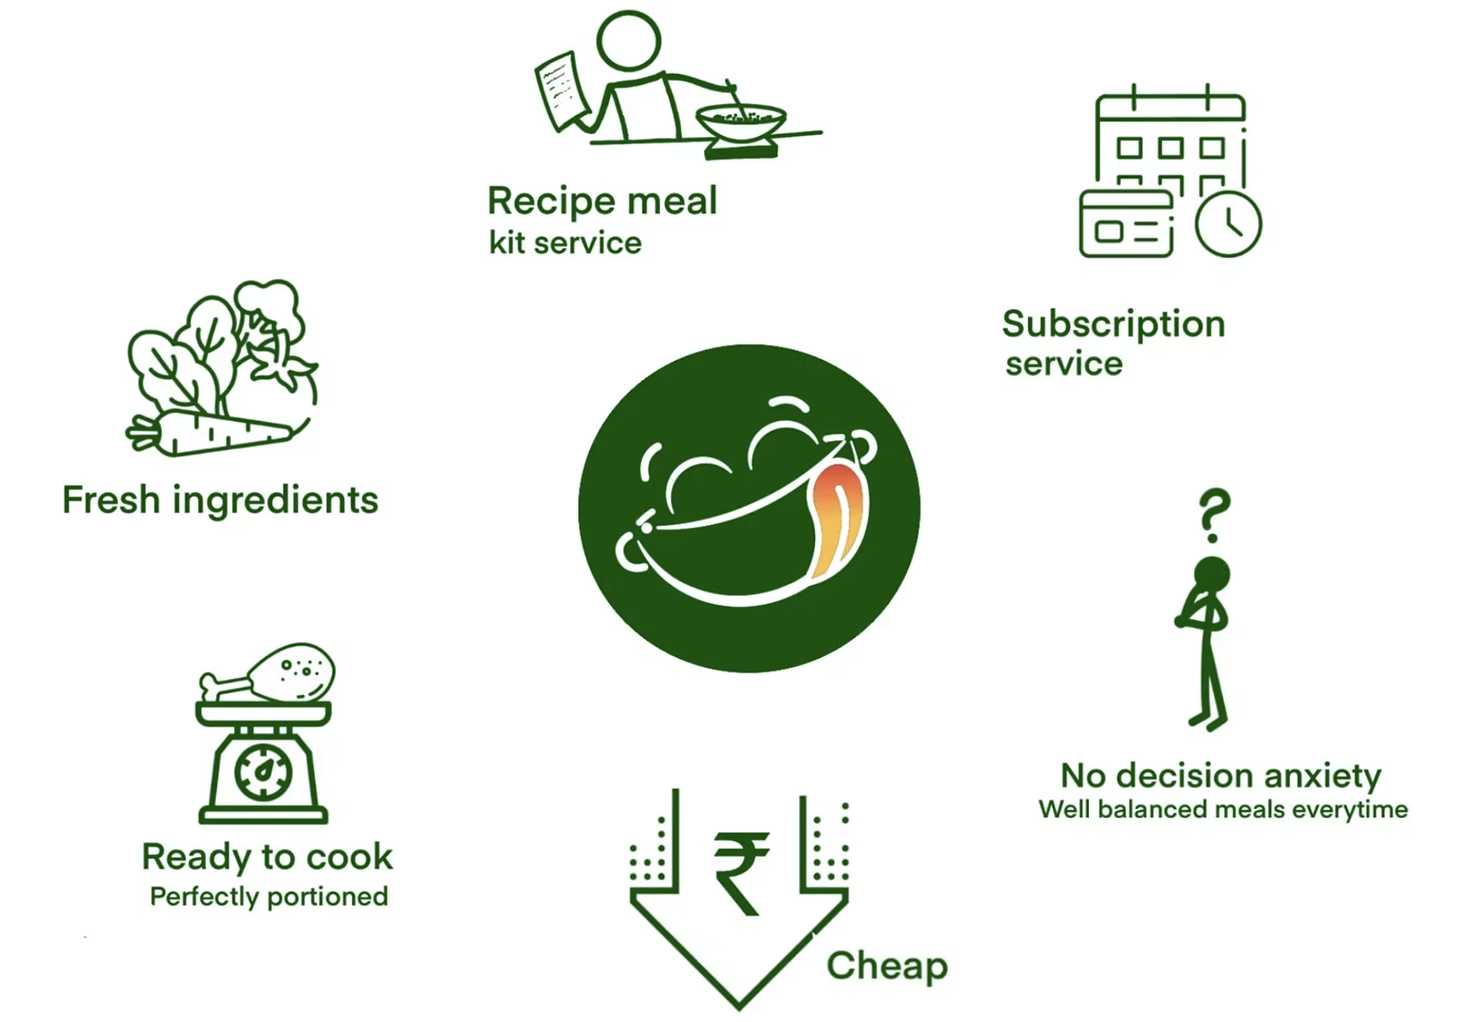 Recipe meal
kit service
Subscription
service
Fresh ingredients
?
No decision anxiety
Well balanced meals everytime
Ready to cook
Perfectly portioned
₹
Cheap